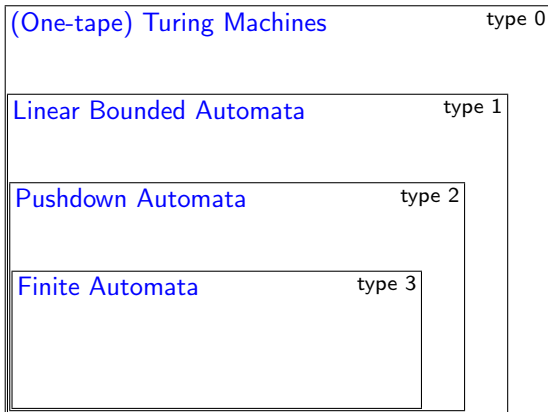 (One-tape) Turing Machines type 0
Linear Bounded Automata type 1
Pushdown Automata type 2
Finite Automata type 3